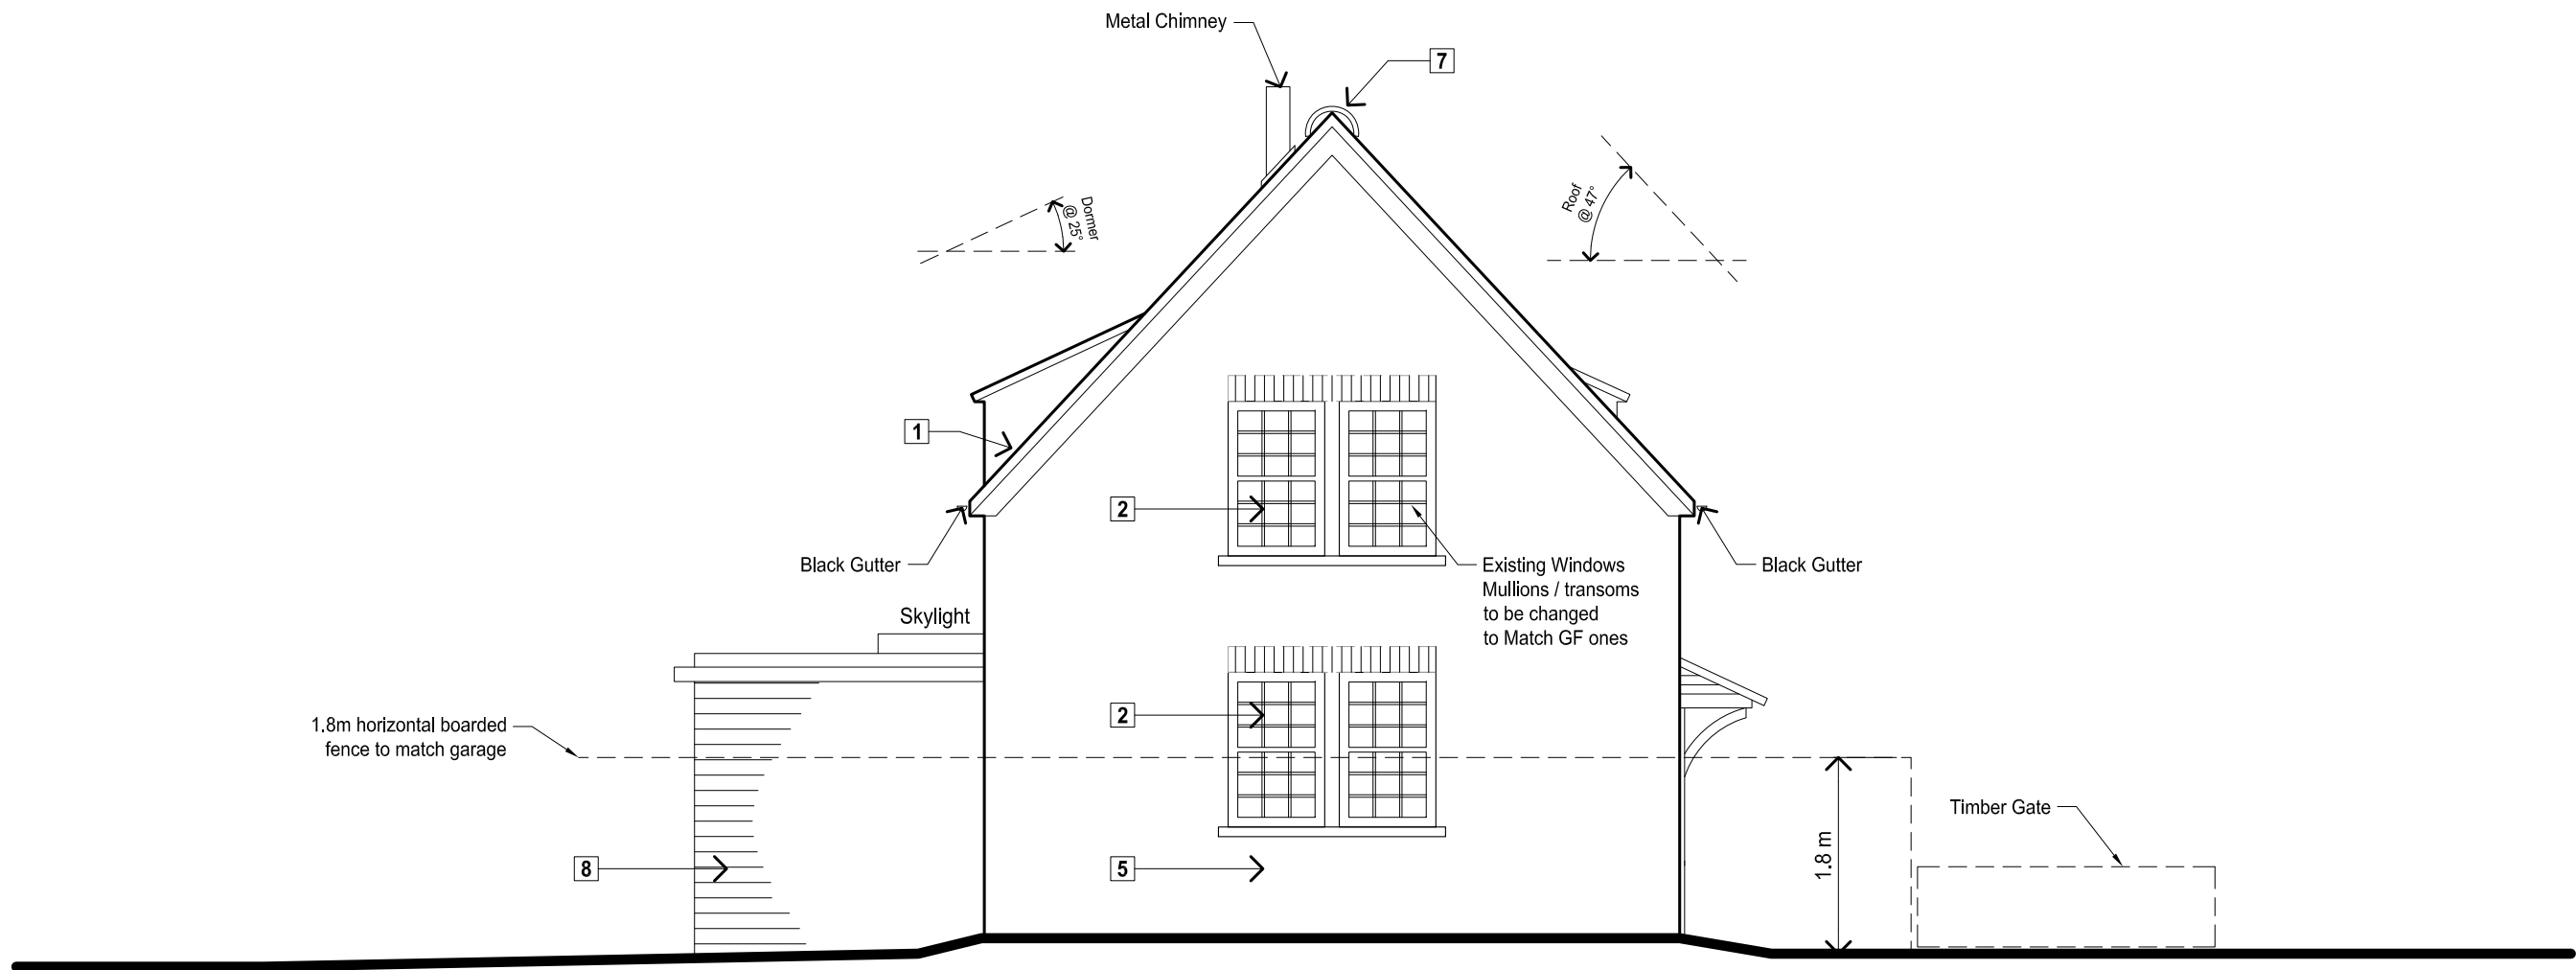 Metal Chimney
7
Dormer
@ 25°
Roof
@ 47°
1
2
Black Gutter
Existing Windows
Mullions / transoms
to be changed
to Match GF ones
Black Gutter
Skylight
1.8m horizontal boarded
fence to match garage
2
Timber Gate
1.8 m
8
5